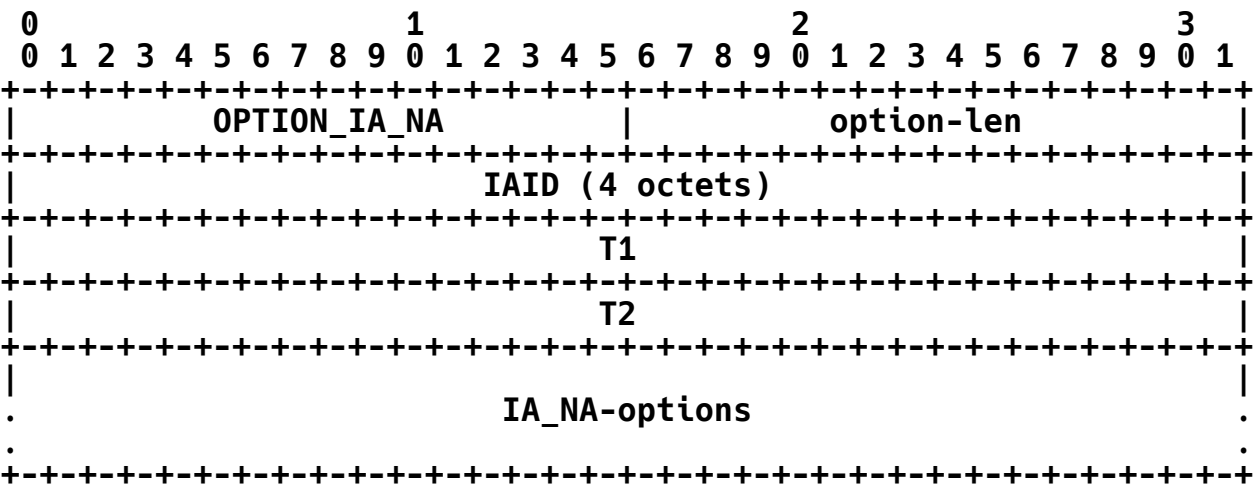 0                   1                   2                   3
 0 1 2 3 4 5 6 7 8 9 0 1 2 3 4 5 6 7 8 9 0 1 2 3 4 5 6 7 8 9 0 1
+-+-+-+-+-+-+-+-+-+-+-+-+-+-+-+-+-+-+-+-+-+-+-+-+-+-+-+-+-+-+-+-+
|          OPTION_IA_NA         |          option-len           |
+-+-+-+-+-+-+-+-+-+-+-+-+-+-+-+-+-+-+-+-+-+-+-+-+-+-+-+-+-+-+-+-+
|                        IAID (4 octets)                        |
+-+-+-+-+-+-+-+-+-+-+-+-+-+-+-+-+-+-+-+-+-+-+-+-+-+-+-+-+-+-+-+-+
|                              T1                               |
+-+-+-+-+-+-+-+-+-+-+-+-+-+-+-+-+-+-+-+-+-+-+-+-+-+-+-+-+-+-+-+-+
|                              T2                               |
+-+-+-+-+-+-+-+-+-+-+-+-+-+-+-+-+-+-+-+-+-+-+-+-+-+-+-+-+-+-+-+-+
|                                                               |
.                         IA_NA-options                         .
.                                                               .
+-+-+-+-+-+-+-+-+-+-+-+-+-+-+-+-+-+-+-+-+-+-+-+-+-+-+-+-+-+-+-+-+